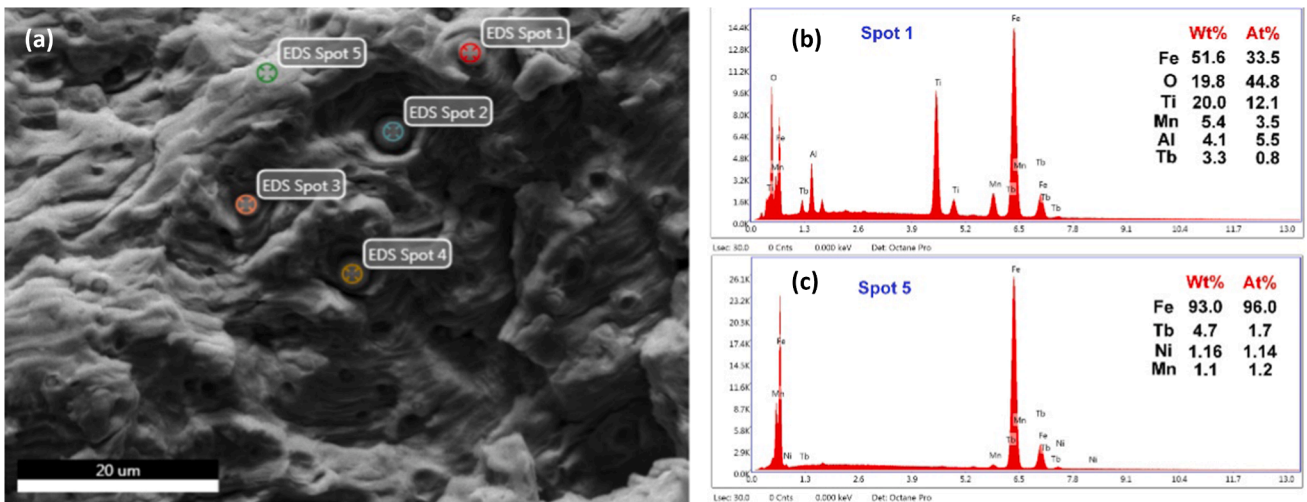 (a)
EDS Spot 1
EDS Spot 5
EDS Spot 2
EDS Spot 3
EDS Spot 4
20 um
(b)
Spot 1
Wt% At%
Fe 51.6 33.5
O 19.8 44.8
Ti 20.0 12.1
Mn 5.4 3.5
Al 4.1 5.5
Tb 3.3 0.8
14.4K
12.8K
11.2K
9.6K
8.0K
6.4K
4.8K
3.2K
1.6K
0.0K
O
Fe
Mn
Tb
Al
Ti
Ti
Mn
Fe
Mn
Tb
Tb
Fe
Tb
Tb
0.0 1.3 2.6 3.9 5.2 6.5 7.8 9.1 10.4 11.7 13.0
Lsec: 30.0 0 Cnts 0.000 keV Det: Octane Pro
(c)
Spot 5
Wt% At%
Fe 93.0 96.0
Tb 4.7 1.7
Ni 1.16 1.14
Mn 1.1 1.2
26.1K
23.2K
20.3K
17.4K
14.5K
11.6K
8.7K
5.8K
2.9K
0.0K
Fe
Mn
Ni
Tb
Mn
Fe
Mn
Tb
Tb
Fe
Tb
Tb
Ni
Ni
0.0 1.3 2.6 3.9 5.2 6.5 7.8 9.1 10.4 11.7 13.0
Lsec: 30.0 0 Cnts 0.000 keV Det: Octane Pro